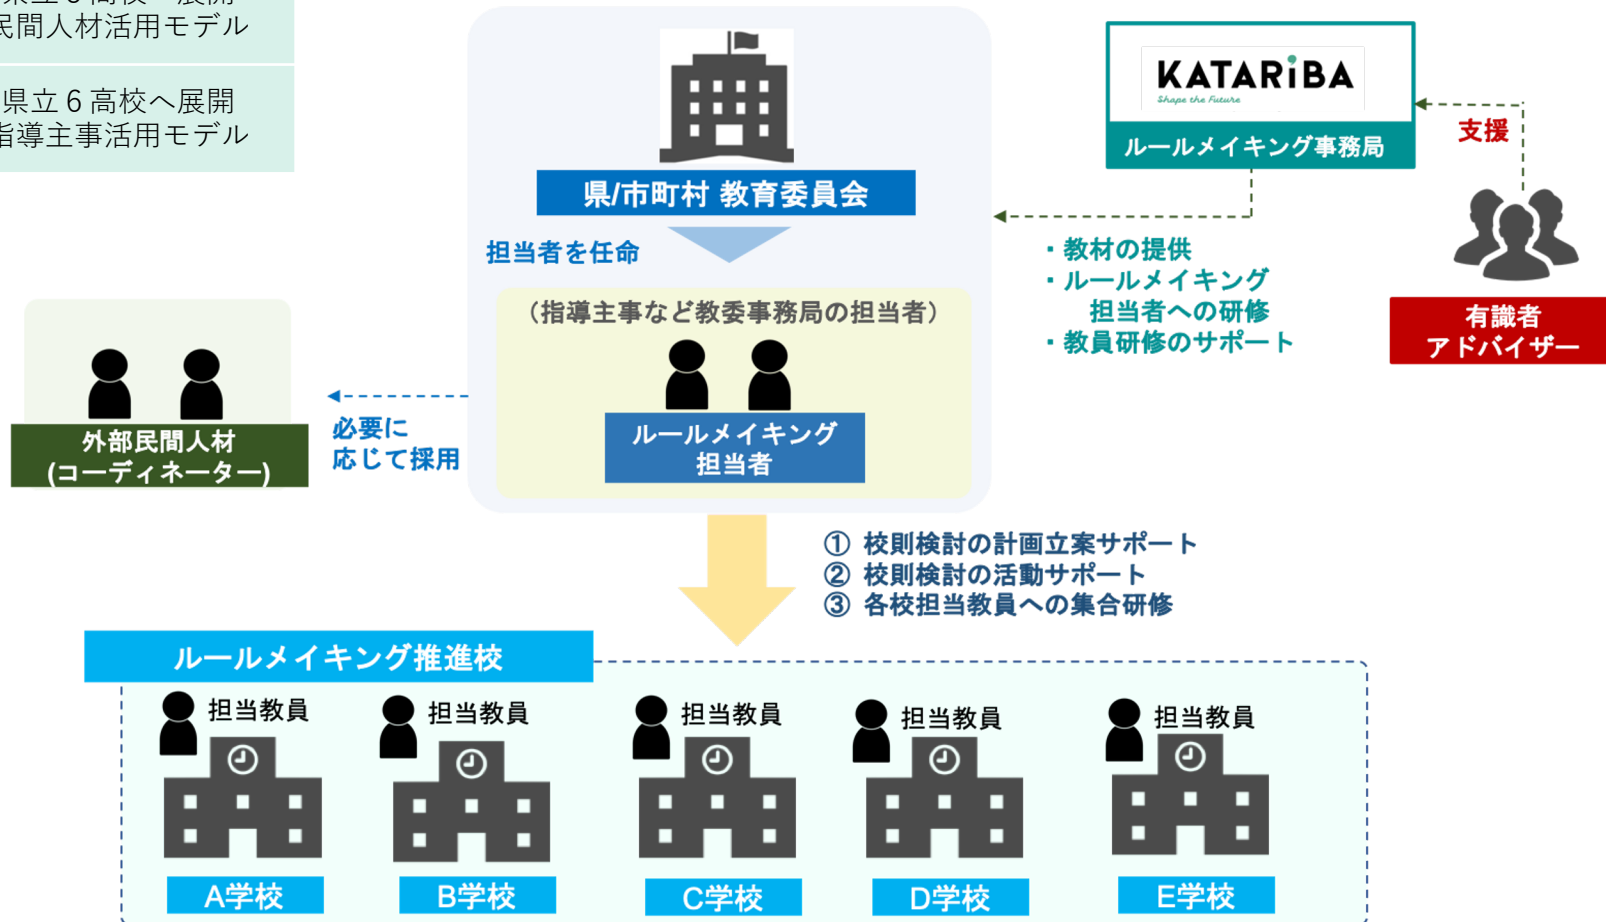 県立6高校へ展開
民間人材活用モデル
県立6高校へ展開
指導主事活用モデル
県/市町村 教育委員会
担当者を任命
（指導主事など教委事務局の担当者）
ルールメイキング
担当者
KATARiBA
Shape the Future
ルールメイキング事務局
支援
有識者
アドバイザー
・教材の提供
・ルールメイキング
担当者への研修
・教員研修のサポート
外部民間人材
(コーディネーター)
必要に
応じて採用
① 校則検討の計画立案サポート
② 校則検討の活動サポート
③ 各校担当教員への集合研修
ルールメイキング推進校
担当教員
担当教員
担当教員
担当教員
担当教員
A学校
B学校
C学校
D学校
E学校